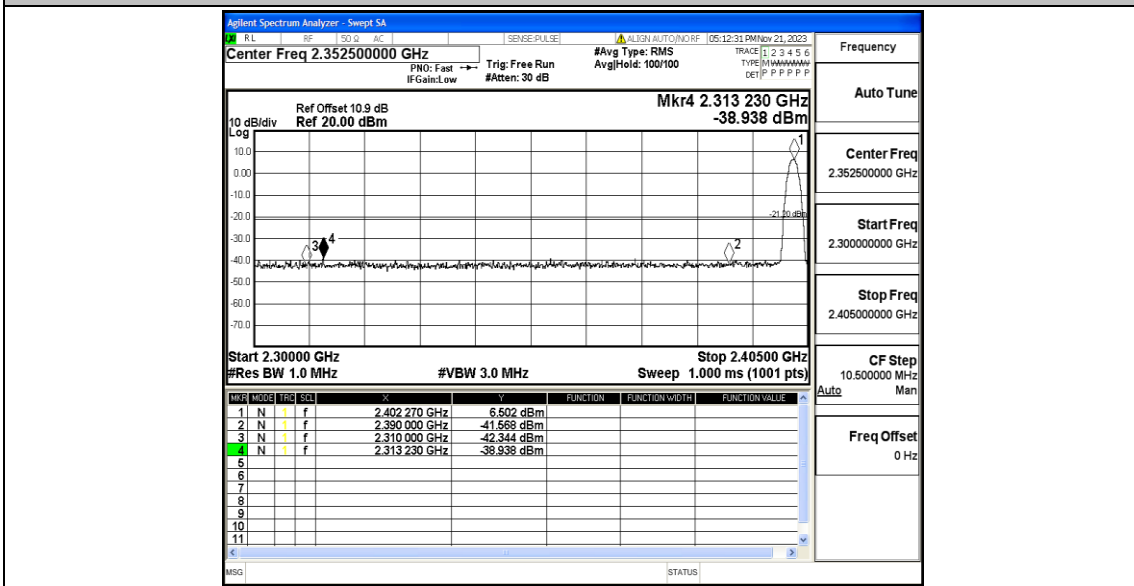 Agilent Spectrum Analyzer - Swept SA
RL RF 50 Ω AC SENSE:PULSE ALIGN AUTO/NO RF 05:12:31 PM Nov 21, 2023
Center Freq 2.352500000 GHz
PNO: Fast
IFGain:Low
Trig: Free Run
#Atten: 30 dB
#Avg Type: RMS
Avg|Hold: 100/100
TRACE 1 2 3 4 5 6
TYPE M
DET P P P P P P
Ref Offset 10.9 dB
10 dB/div Ref 20.00 dBm
Log
Mkr4 2.313 230 GHz
-38.938 dBm
10.0
0.00
-10.0
-20.0
-30.0
-40.0
-50.0
-60.0
-70.0
1
2
3
4
-21.20 dBm
Start 2.30000 GHz Stop 2.40500 GHz
#Res BW 1.0 MHz #VBW 3.0 MHz Sweep 1.000 ms (1001 pts)
MKR MODE TRC SCL X Y FUNCTION FUNCTION WIDTH FUNCTION VALUE
1 N 1 f 2.402 270 GHz 6.502 dBm
2 N 1 f 2.390 000 GHz -41.568 dBm
3 N 1 f 2.310 000 GHz -42.344 dBm
4 N 1 f 2.313 230 GHz -38.938 dBm
5
6
7
8
9
10
11
MSG STATUS
Frequency
Auto Tune
Center Freq
2.352500000 GHz
Start Freq
2.300000000 GHz
Stop Freq
2.405000000 GHz
CF Step
10.500000 MHz
Auto Man
Freq Offset
0 Hz